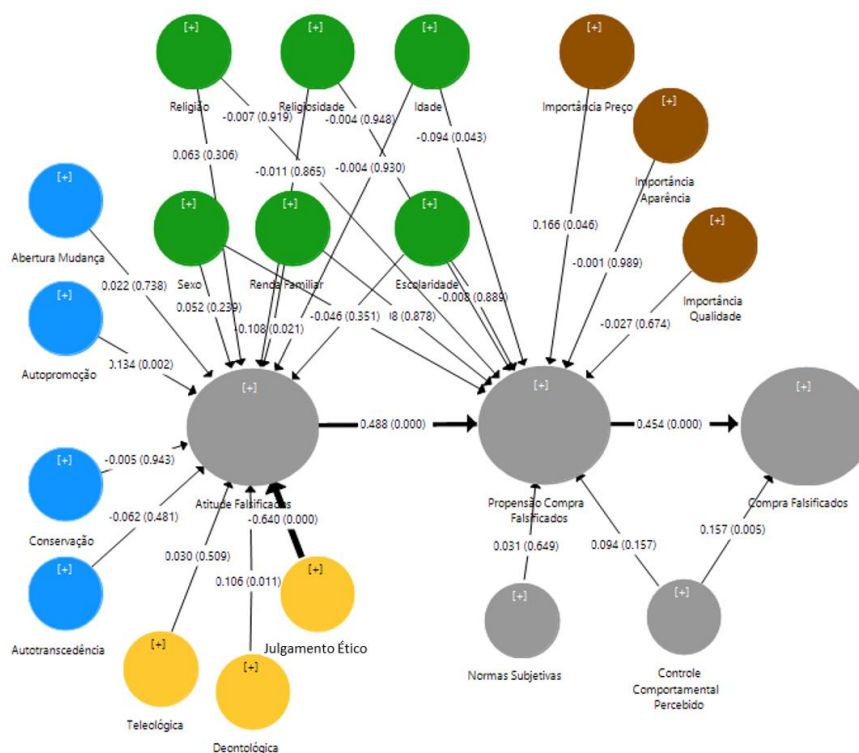 [+]
Religião
[+]
Religiosidade
[+]
Idade
[+]
Importância Preço
[+]
Importância
Aparência
-0.007 (0.919)
-0.004 (0.948)
-0.094 (0.043)
0.063 (0.306)
-0.011 (0.865)
-0.004 (0.930)
[+]
Abertura Mudança
[+]
Sexo
[+]
Renda Familiar
[+]
Escolaridade
0.166 (0.046)
-0.001 (0.989)
[+]
Importância
Qualidade
0.022 (0.738)
0.052 (0.239)
-0.108 (0.021)
-0.046 (0.351)
(0.878)
-0.008 (0.889)
-0.027 (0.674)
[+]
Autopromoção
0.134 (0.002)
[+]
Atitude Falsificados
0.488 (0.000)
[+]
Propensão Compra
Falsificados
0.454 (0.000)
[+]
Compra Falsificados
[+]
Conservação
-0.005 (0.943)
-0.062 (0.481)
-0.640 (0.000)
0.030 (0.509)
0.106 (0.011)
0.031 (0.649)
0.094 (0.157)
0.157 (0.005)
[+]
Autotranscedência
[+]
Teleológica
[+]
Deontológica
[+]
Julgamento Ético
[+]
Normas Subjetivas
[+]
Controle
Comportamental
Percebido